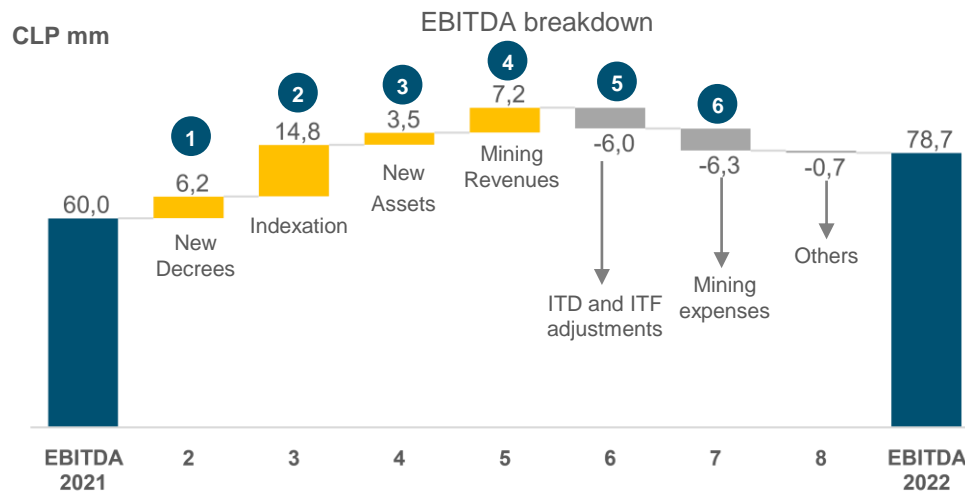 EBITDA breakdown
CLP mm
1
2
3
4
5
6
60,0
6,2
14,8
3,5
7,2
-6,0
-6,3
-0,7
78,7
New
Decrees
Indexation
New
Assets
Mining
Revenues
ITD and ITF
adjustments
Mining
expenses
Others
EBITDA
2021
2
3
4
5
6
7
8
EBITDA
2022